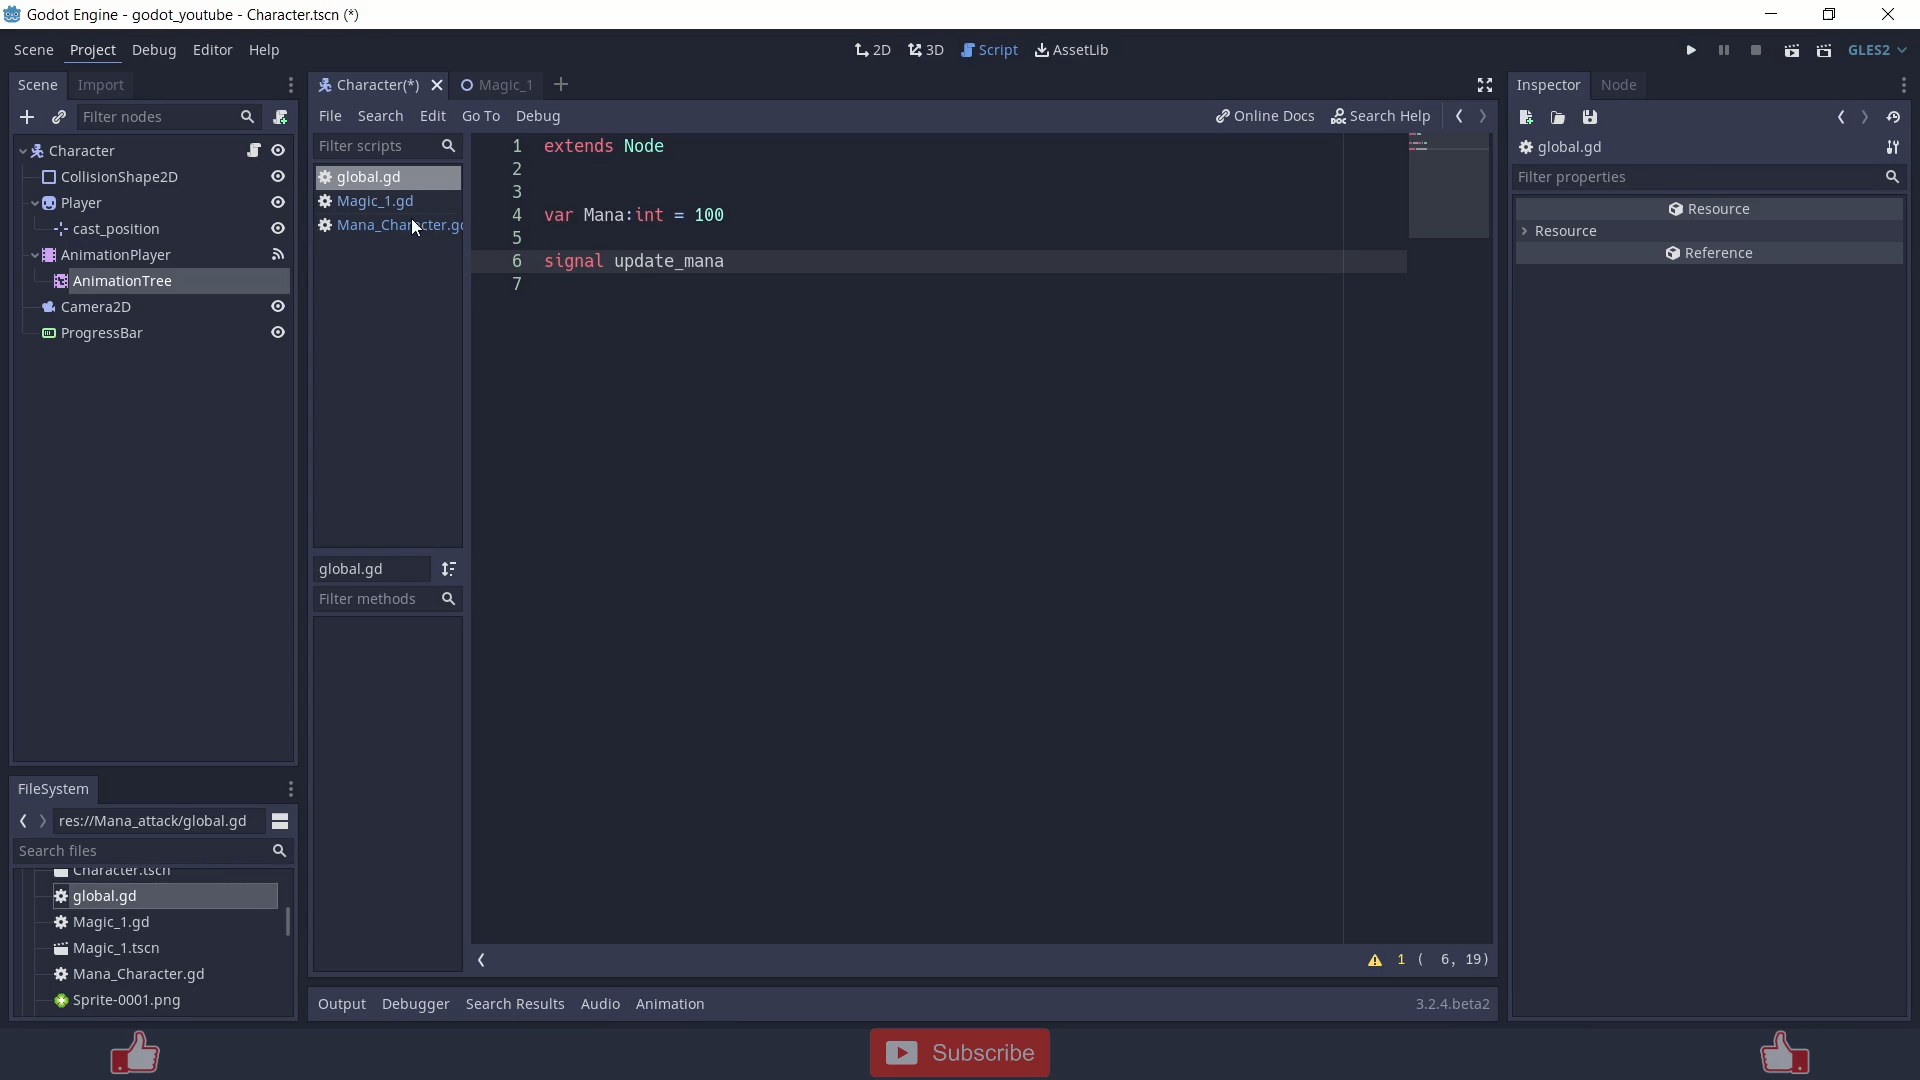 Godot Engine - godot_youtube - Character.tscn (*)
Scene Project Debug Editor Help
2D 3D Script AssetLib
GLES2
Scene Import
Character(*) Magic_1
Inspector Node
Filter nodes
File Search Edit Go To Debug
Online Docs Search Help
Character
CollisionShape2D
Player
cast_position
AnimationPlayer
AnimationTree
Camera2D
ProgressBar
Filter scripts
global.gd
Magic_1.gd
Mana_Character.gd
1 extends Node
2
3
4 var Mana:int = 100
5
6 signal update_mana
7
global.gd
Filter properties
Resource
Resource
Reference
global.gd
Filter methods
FileSystem
res://Mana_attack/global.gd
Search files
Character.tscn
global.gd
Magic_1.gd
Magic_1.tscn
Mana_Character.gd
Sprite-0001.png
1 ( 6, 19)
Output Debugger Search Results Audio Animation
3.2.4.beta2
Subscribe